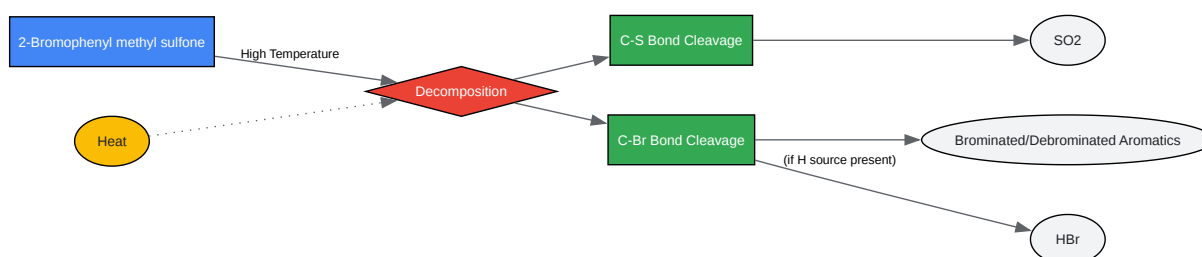 2-Bromophenyl methyl sulfone
High Temperature
Heat
Decomposition
C-S Bond Cleavage
SO2
C-Br Bond Cleavage
Brominated/Debrominated Aromatics
(if H source present)
HBr